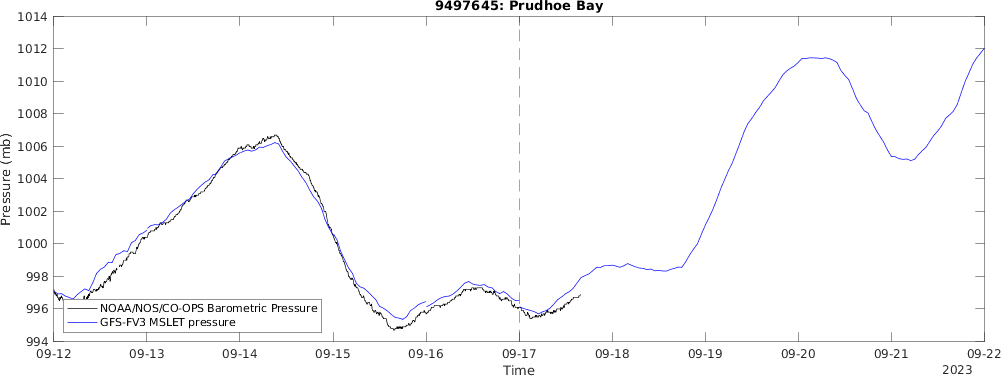 9497645: Prudhoe Bay
1014
1012
1010
1008
1006
1004
1002
1000
998
996
994
Pressure (mb)
NOAA/NOS/CO-OPS Barometric Pressure
GFS-FV3 MSLET pressure
09-12 09-13 09-14 09-15 09-16 09-17 09-18 09-19 09-20 09-21 09-22
Time
2023